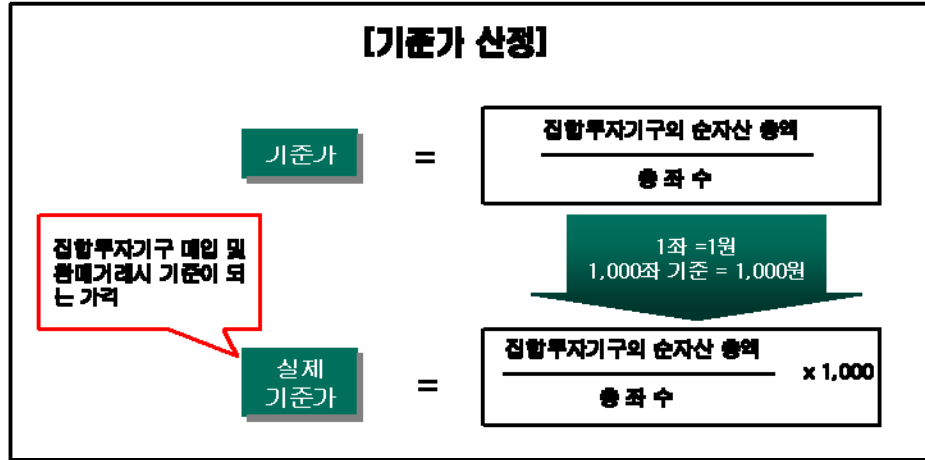 [기준가 산정]
기준가
=
집합투자기구의 순자산 총액
총 좌 수
1좌 =1원
1,000좌 기준 = 1,000원
집합투자기구 매입 및
환매거래시 기준이 되
는 가격
실제
기준가
=
집합투자기구의 순자산 총액
총 좌 수
x 1,000